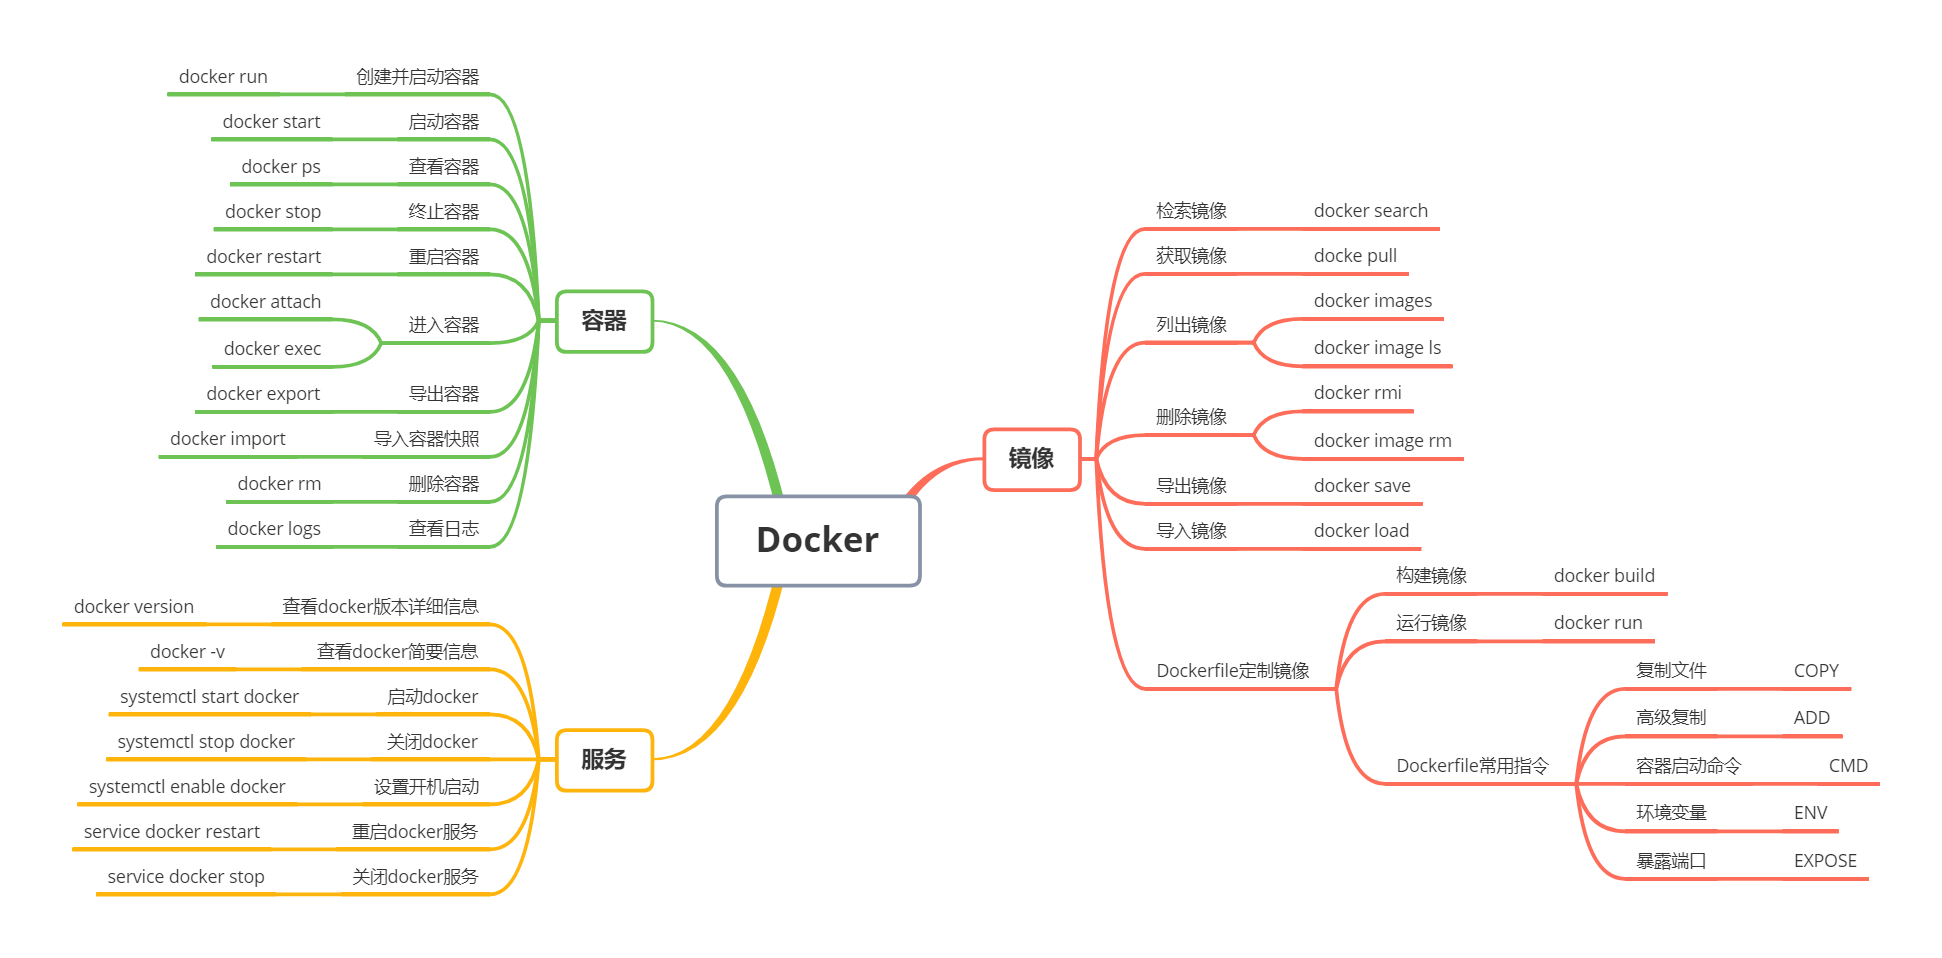 Docker
容器
创建并启动容器
docker run
启动容器
docker start
查看容器
docker ps
终止容器
docker stop
重启容器
docker restart
进入容器
docker attach
docker exec
导出容器
docker export
导入容器快照
docker import
删除容器
docker rm
查看日志
docker logs
服务
查看docker版本详细信息
docker version
查看docker简要信息
docker -v
启动docker
systemctl start docker
关闭docker
systemctl stop docker
设置开机启动
systemctl enable docker
重启docker服务
service docker restart
关闭docker服务
service docker stop
镜像
检索镜像
docker search
获取镜像
docke pull
列出镜像
docker images
docker image ls
删除镜像
docker rmi
docker image rm
导出镜像
docker save
导入镜像
docker load
Dockerfile定制镜像
构建镜像
docker build
运行镜像
docker run
Dockerfile常用指令
复制文件
COPY
高级复制
ADD
容器启动命令
CMD
环境变量
ENV
暴露端口
EXPOSE